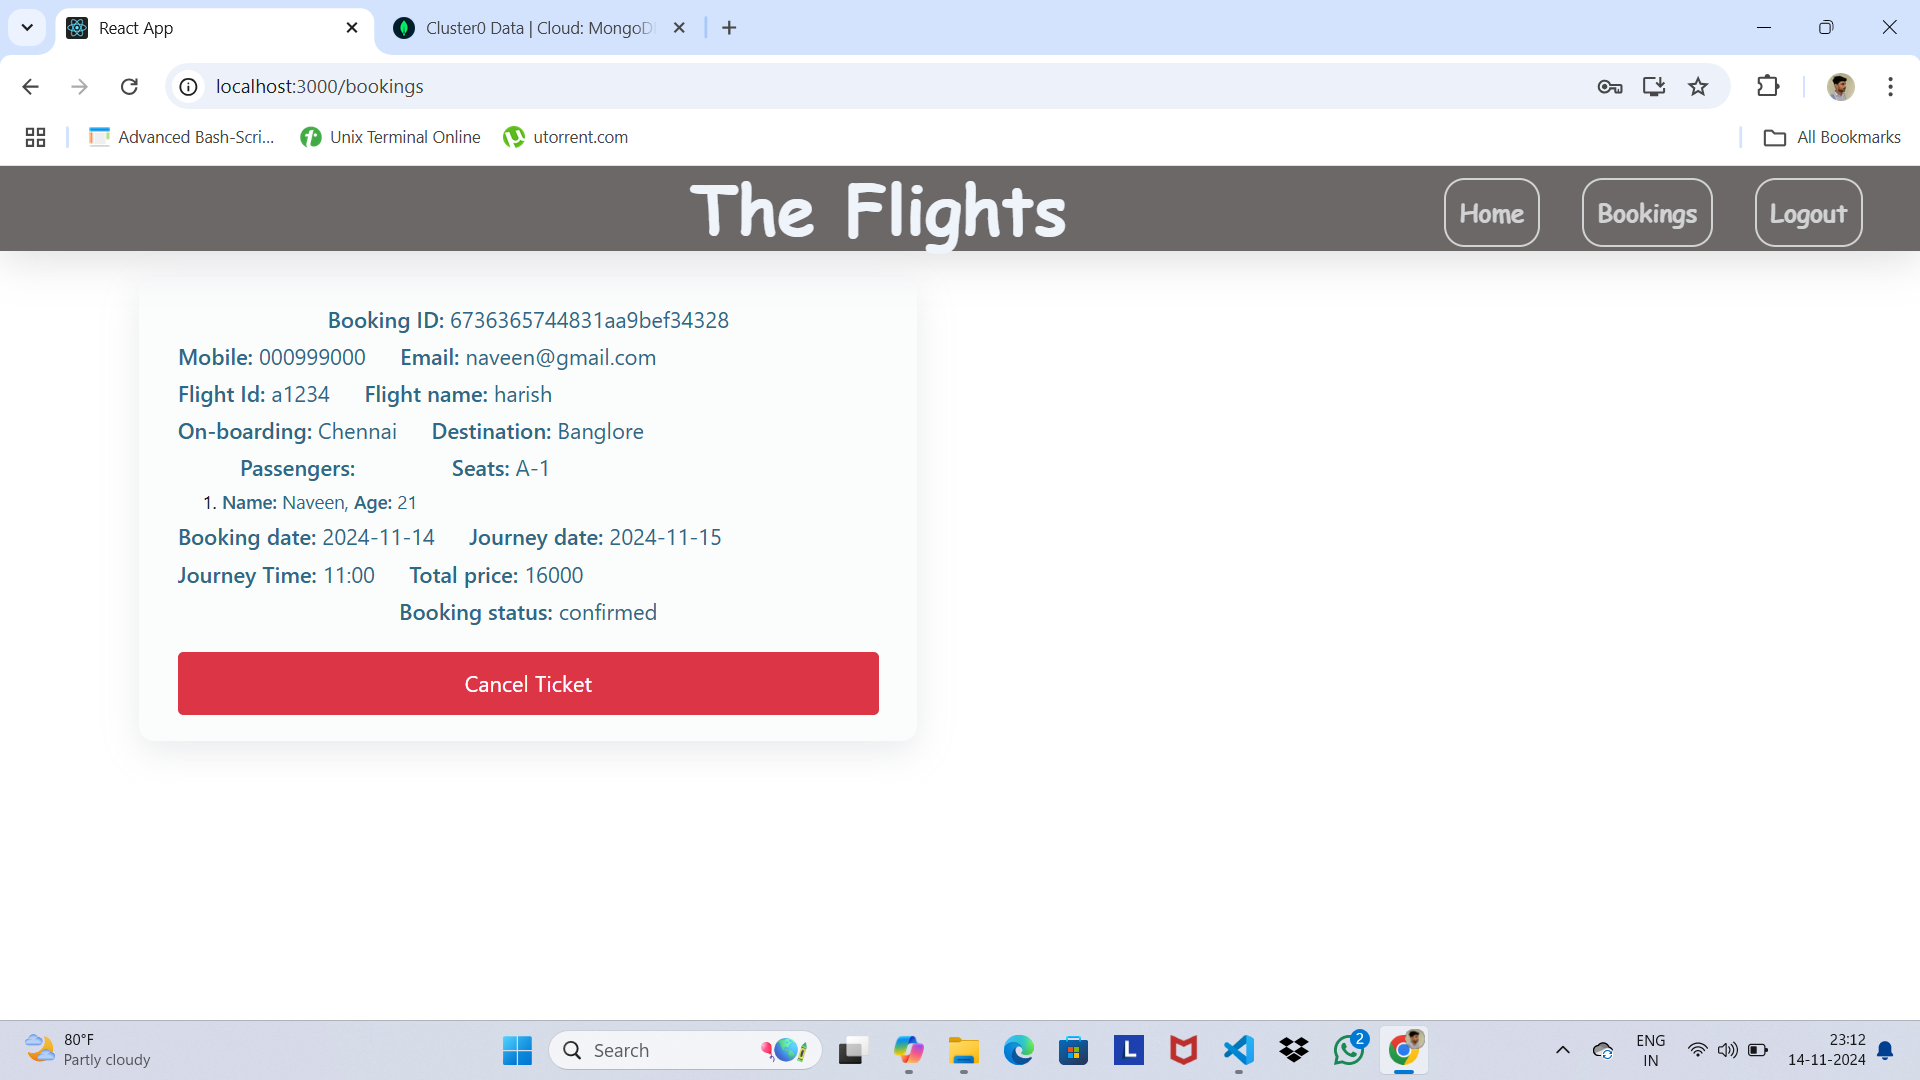 React App
Cluster0 Data | Cloud: MongoD
localhost:3000/bookings
Advanced Bash-Scri...
Unix Terminal Online
utorrent.com
All Bookmarks
The Flights
Home
Bookings
Logout
Booking ID: 6736365744831aa9bef34328
Mobile: 000999000 Email: naveen@gmail.com
Flight Id: a1234 Flight name: harish
On-boarding: Chennai Destination: Banglore
Passengers: Seats: A-1
1. Name: Naveen, Age: 21
Booking date: 2024-11-14 Journey date: 2024-11-15
Journey Time: 11:00 Total price: 16000
Booking status: confirmed
Cancel Ticket
80°F
Partly cloudy
Search
L
2
ENG
IN
23:12
14-11-2024